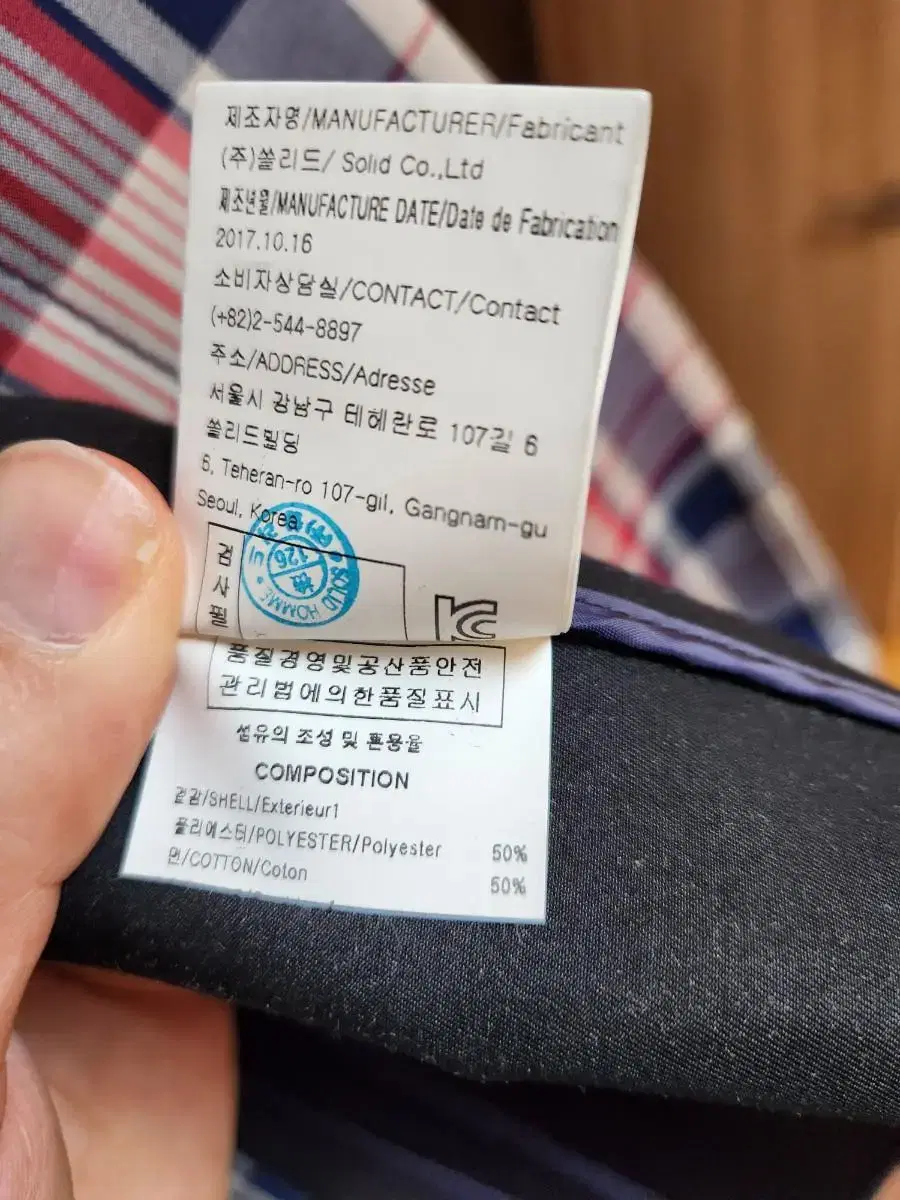 제조자명/MANUFACTURER/Fabricant
(주)쏠리드/ Solid Co.,Ltd
제조년월/MANUFACTURE DATE/Date de Fabrication
2017.10.16
소비자상담실/CONTACT/Contact
(+82)2-544-8897
주소/ADDRESS/Adresse
서울시 강남구 테헤란로 107길 6
쏠리드빌딩
6, Teheran-ro 107-gil, Gangnam-gu
Seoul, Korea
검사필
126
SOLID HOMME
품질경영및공산품안전
관리법에의한품질표시
섬유의 조성 및 혼용율
COMPOSITION
겉감/SHELL/Exterieur1
폴리에스터/POLYESTER/Polyester 50%
면/COTTON/Coton 50%